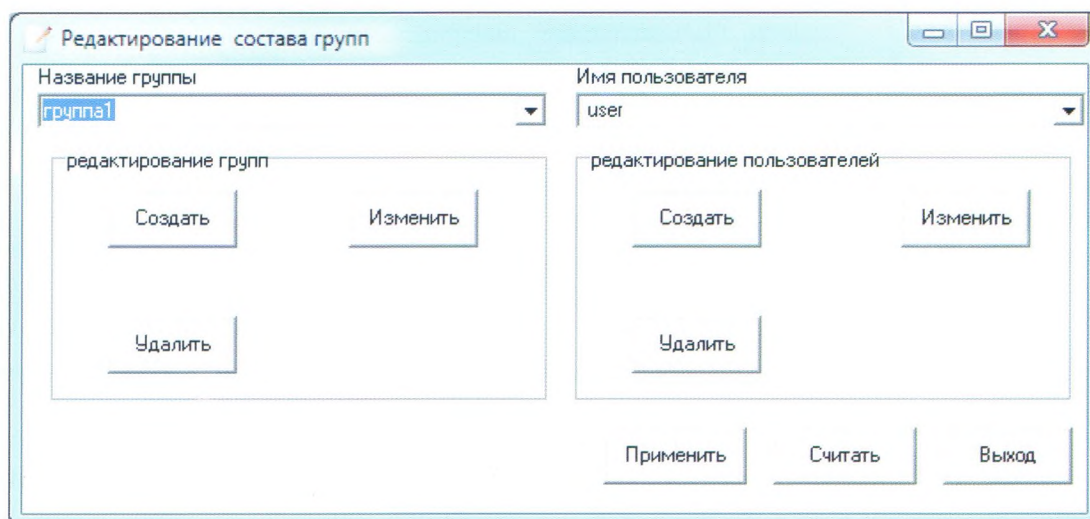 Редактирование состава групп
Название группы
Имя пользователя
группа1
user
редактирование групп
редактирование пользователей
Создать
Изменить
Создать
Изменить
Удалить
Удалить
Применить
Считать
Выход